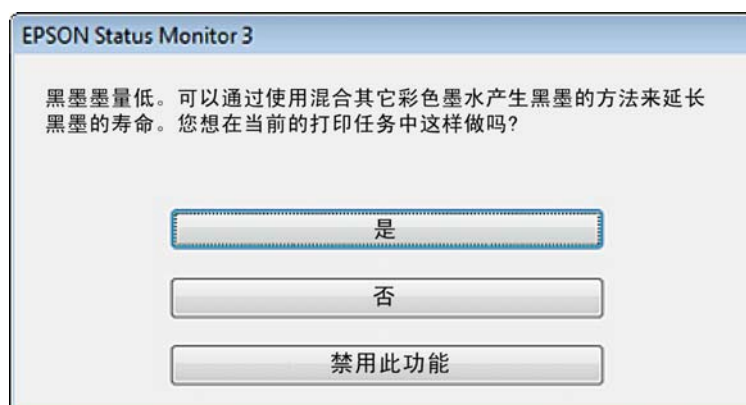 EPSON Status Monitor 3
黑墨墨量低。可以通过使用混合其它彩色墨水产生黑墨的方法来延长
黑墨的寿命。您想在当前的打印任务中这样做吗?
是
否
禁用此功能